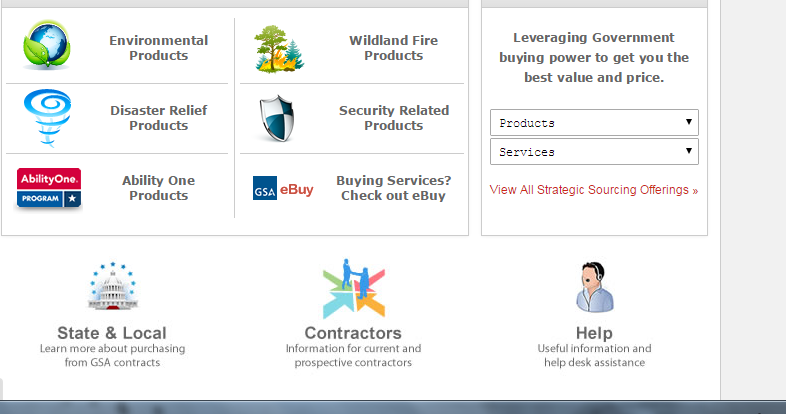 Environmental
Products
Wildland Fire
Products
Disaster Relief
Products
Security Related
Products
AbilityOne.
PROGRAM
Ability One
Products
GSA eBuy
Buying Services?
Check out eBuy
Leveraging Government
buying power to get you the
best value and price.
Products
Services
View All Strategic Sourcing Offerings »
State & Local
Learn more about purchasing
from GSA contracts
Contractors
Information for current and
prospective contractors
Help
Useful information and
help desk assistance